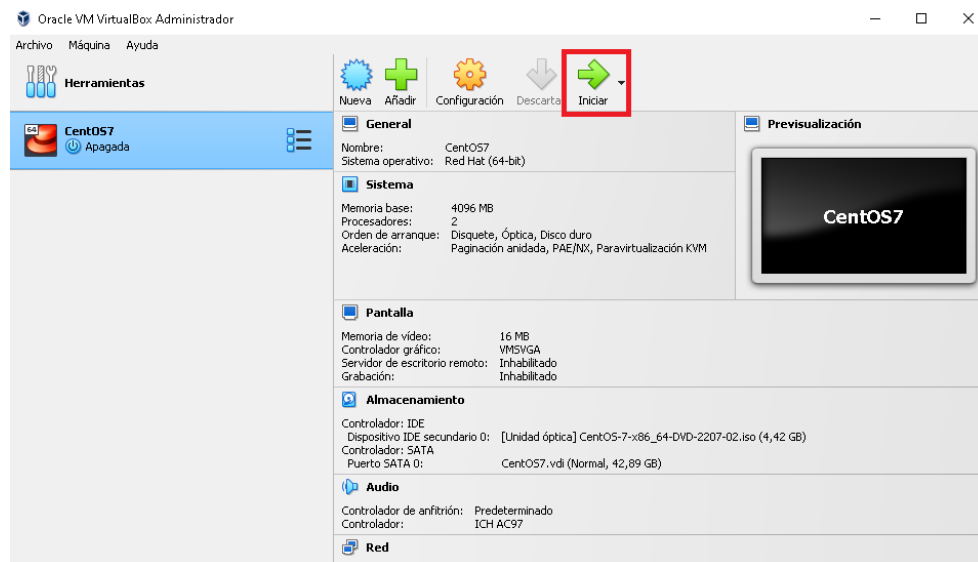 Oracle VM VirtualBox Administrador
Archivo Máquina Ayuda
Herramientas
Nueva Añadir Configuración Descarta Iniciar
64 CentOS7
Apagada
General
Nombre: CentOS7
Sistema operativo: Red Hat (64-bit)
Previsualización
CentOS7
Sistema
Memoria base: 4096 MB
Procesadores: 2
Orden de arranque: Disquete, Óptica, Disco duro
Aceleración: Paginación anidada, PAE/NX, Paravirtualización KVM
Pantalla
Memoria de vídeo: 16 MB
Controlador gráfico: VMSVGA
Servidor de escritorio remoto: Inhabilitado
Grabación: Inhabilitado
Almacenamiento
Controlador: IDE
Dispositivo IDE secundario 0: [Unidad óptica] CentOS-7-x86_64-DVD-2207-02.iso (4,42 GB)
Controlador: SATA
Puerto SATA 0: CentOS7.vdi (Normal, 42,89 GB)
Audio
Controlador de anfitrión: Predeterminado
Controlador: ICH AC97
Red